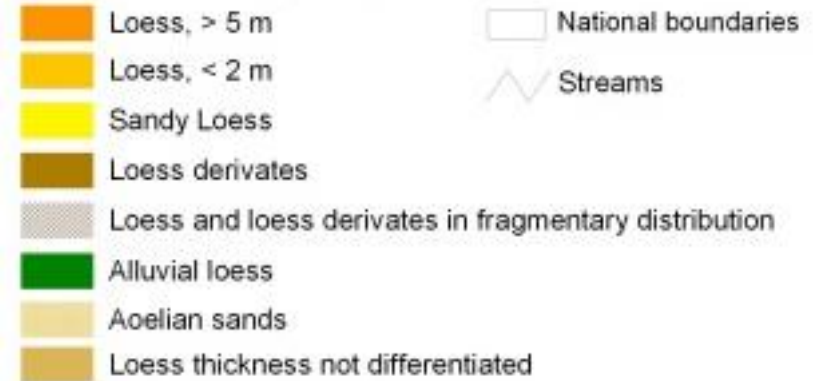 Loess, > 5 m
Loess, < 2 m
Sandy Loess
Loess derivates
Loess and loess derivates in fragmentary distribution
Alluvial loess
Aoelian sands
Loess thickness not differentiated
National boundaries
Streams